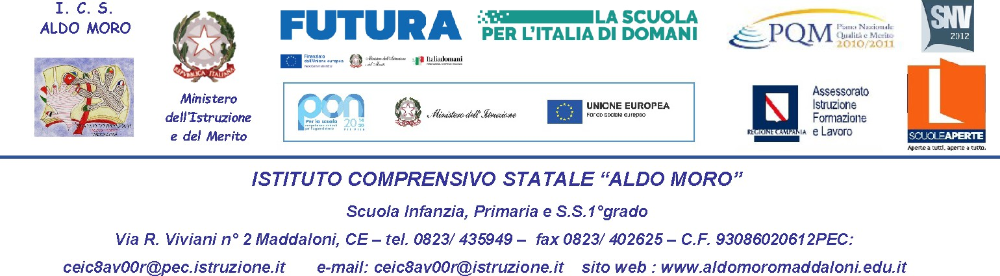 I. C. S.
ALDO MORO
Ministero
dell'Istruzione
e del Merito
REPVBBLICA ITALIANA
FUTURA
LA SCUOLA
PER L'ITALIA DI DOMANI
Finanziato
dall'Unione europea
NextGenerationEU
Ministero dell'Istruzione
e del Merito
Italiadomani
pon
Per la scuola
2014
20
Ministero dell'Istruzione
UNIONE EUROPEA
Fondo sociale europeo
PQM Piano Nazionale
Qualità e Merito
2010/2011
SNV
2012
REGIONE CAMPANIA
Assessorato
Istruzione
Formazione
e Lavoro
SCUOLEAPERTE
Aperte a tutti, aperte a tutto.
ISTITUTO COMPRENSIVO STATALE “ALDO MORO”
Scuola Infanzia, Primaria e S.S.1°grado
Via R. Viviani n° 2 Maddaloni, CE – tel. 0823/ 435949 – fax 0823/ 402625 – C.F. 93086020612PEC:
ceic8av00r@pec.istruzione.it e-mail: ceic8av00r@istruzione.it sito web : www.aldomoromaddaloni.edu.it